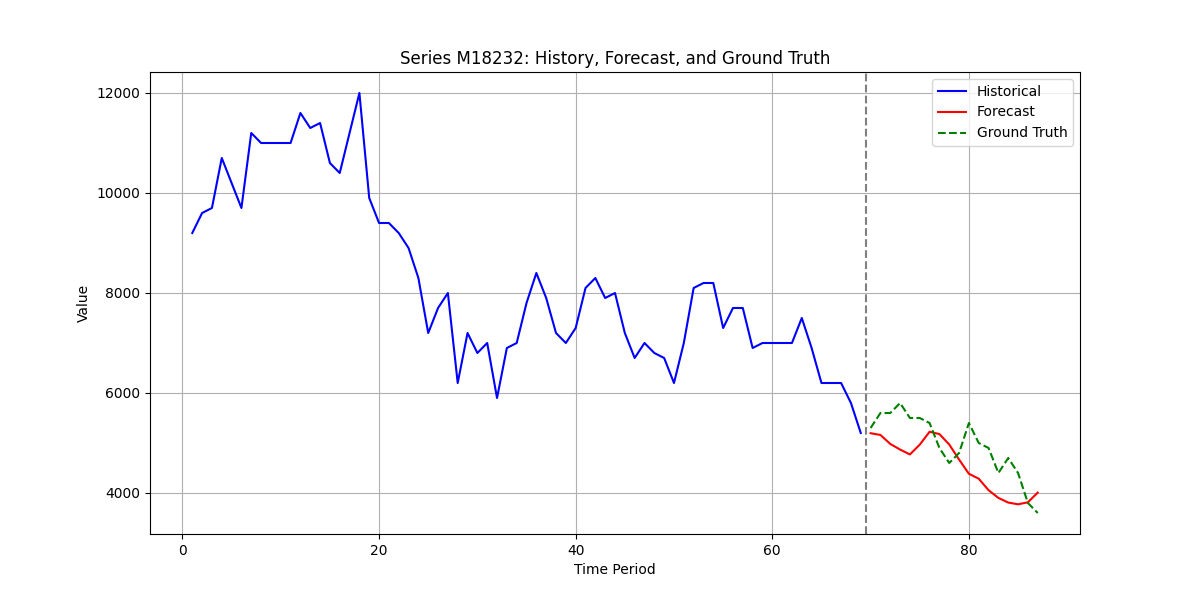 Series M18232: History, Forecast, and Ground Truth
12000
10000
8000
6000
4000
Value
0
20
40
60
80
Time Period
Historical
Forecast
Ground Truth